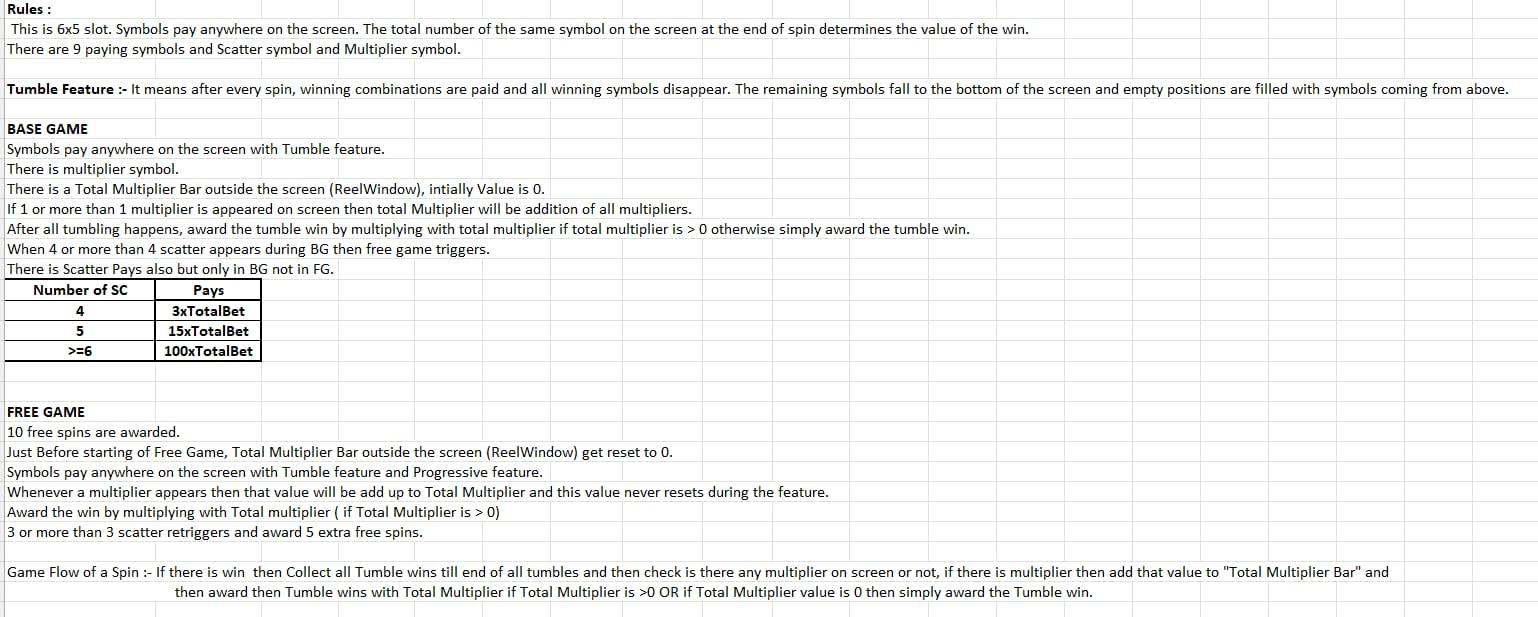 Rules :
This is 6x5 slot. Symbols pay anywhere on the screen. The total number of the same symbol on the screen at the end of spin determines the value of the win.
There are 9 paying symbols and Scatter symbol and Multiplier symbol.
Tumble Feature :- It means after every spin, winning combinations are paid and all winning symbols disappear. The remaining symbols fall to the bottom of the screen and empty positions are filled with symbols coming from above.
BASE GAME
Symbols pay anywhere on the screen with Tumble feature.
There is multiplier symbol.
There is a Total Multiplier Bar outside the screen (ReelWindow), intially Value is 0.
If 1 or more than 1 multiplier is appeared on screen then total Multiplier will be addition of all multipliers.
After all tumbling happens, award the tumble win by multiplying with total multiplier if total multiplier is > 0 otherwise simply award the tumble win.
When 4 or more than 4 scatter appears during BG then free game triggers.
There is Scatter Pays also but only in BG not in FG.
Number of SC Pays
4 3xTotalBet
5 15xTotalBet
>=6 100xTotalBet
FREE GAME
10 free spins are awarded.
Just Before starting of Free Game, Total Multiplier Bar outside the screen (ReelWindow) get reset to 0.
Symbols pay anywhere on the screen with Tumble feature and Progressive feature.
Whenever a multiplier appears then that value will be add up to Total Multiplier and this value never resets during the feature.
Award the win by multiplying with Total multiplier ( if Total Multiplier is > 0)
3 or more than 3 scatter retriggers and award 5 extra free spins.
Game Flow of a Spin :- If there is win  then Collect all Tumble wins till end of all tumbles and then check is there any multiplier on screen or not, if there is multiplier then add that value to "Total Multiplier Bar" and
then award then Tumble wins with Total Multiplier if Total Multiplier is >0 OR if Total Multiplier value is 0 then simply award the Tumble win.